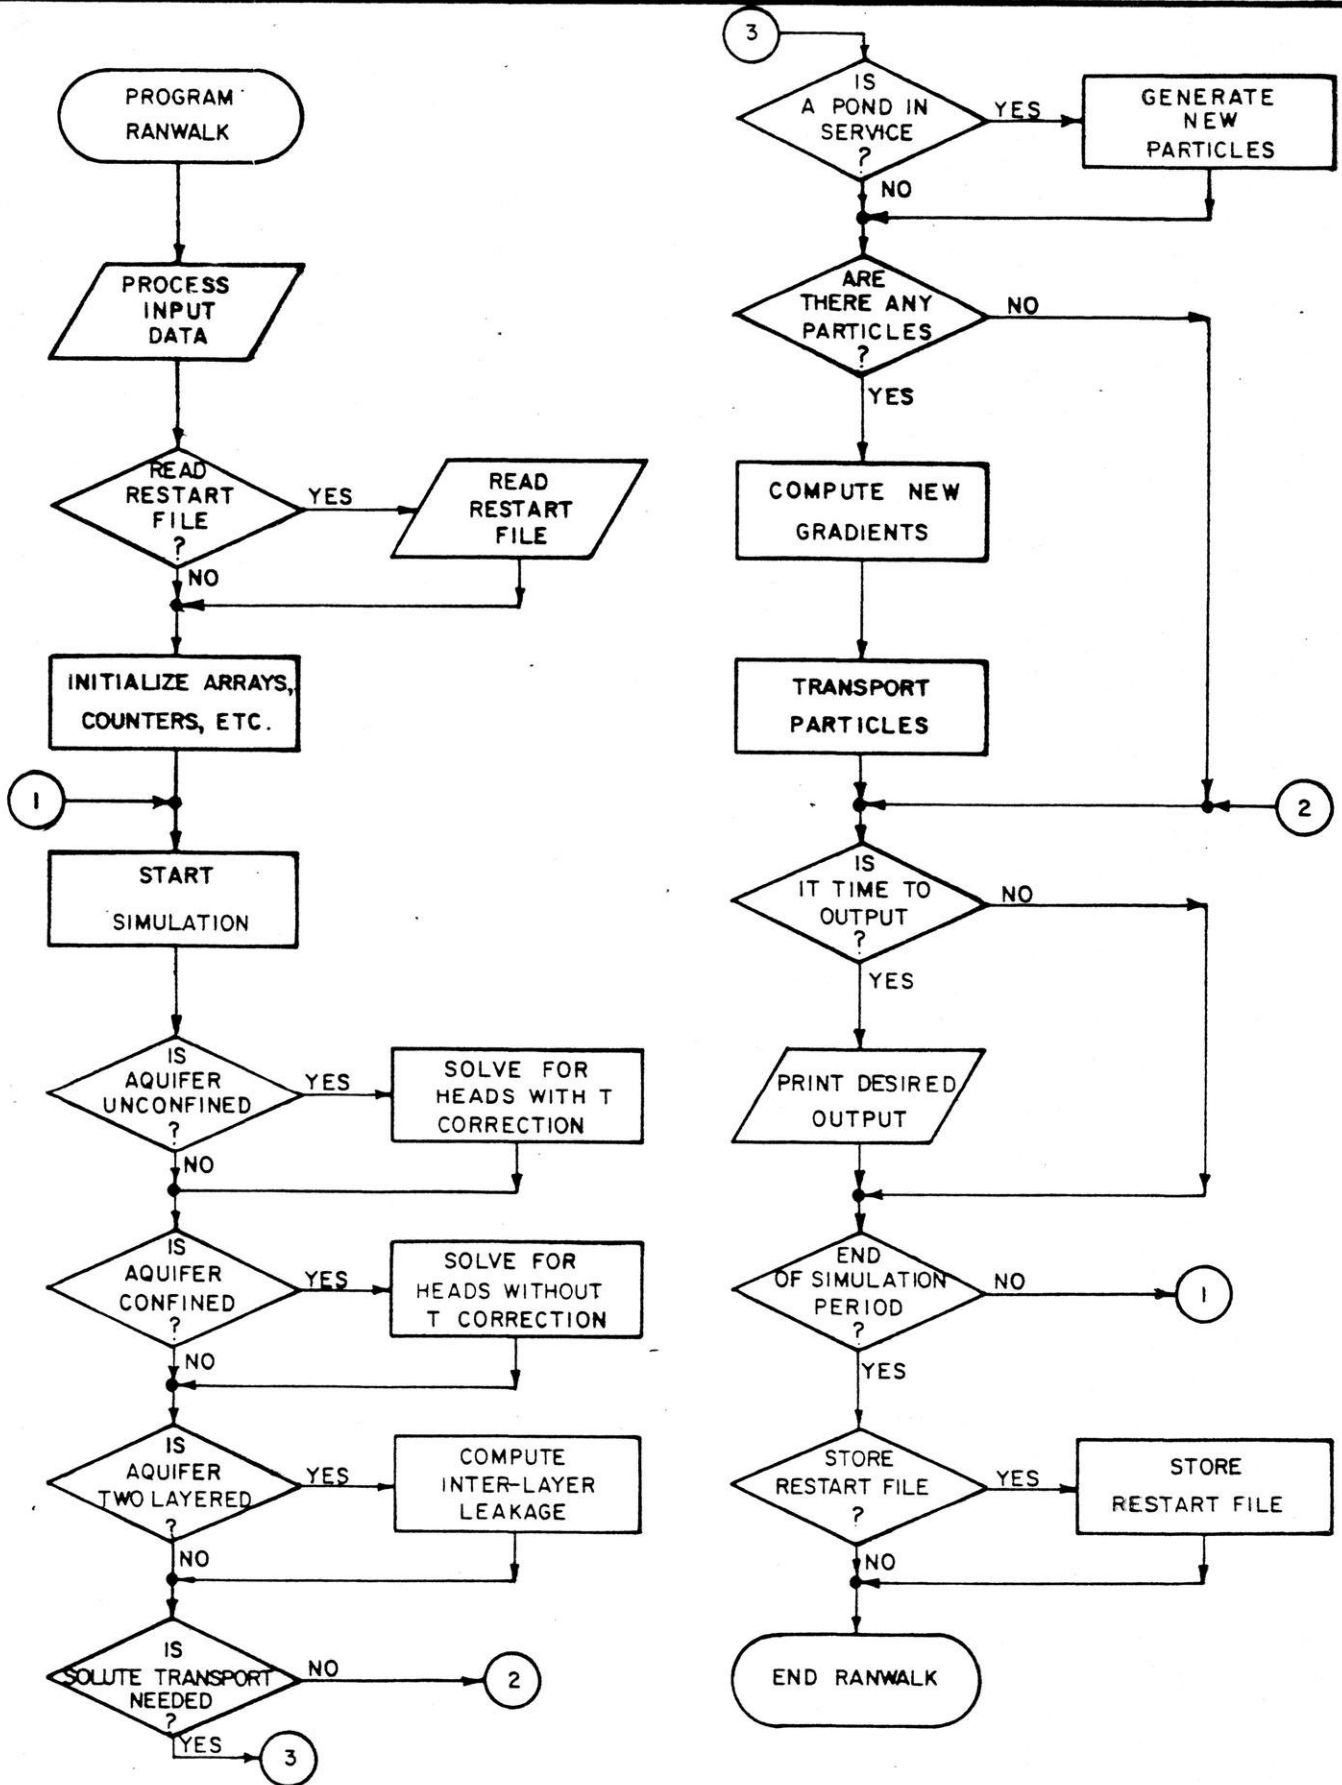 PROGRAM
RANWALK
PROCESS
INPUT
DATA
READ
RESTART
FILE
?
YES
READ
RESTART
FILE
NO
INITIALIZE ARRAYS,
COUNTERS, ETC.
1
START
SIMULATION
IS
AQUIFER
UNCONFINED
?
YES
SOLVE FOR
HEADS WITH T
CORRECTION
NO
IS
AQUIFER
CONFINED
?
YES
SOLVE FOR
HEADS WITHOUT
T CORRECTION
NO
IS
AQUIFER
TWO LAYERED
?
YES
COMPUTE
INTER-LAYER
LEAKAGE
NO
IS
SOLUTE TRANSPORT
NEEDED
?
NO
2
YES
3
3
IS
A POND IN
SERVICE
?
YES
GENERATE
NEW
PARTICLES
NO
ARE
THERE ANY
PARTICLES
?
NO
YES
COMPUTE NEW
GRADIENTS
TRANSPORT
PARTICLES
2
IS
IT TIME TO
OUTPUT
?
NO
YES
PRINT DESIRED
OUTPUT
END
OF SIMULATION
PERIOD
?
NO
1
YES
STORE
RESTART FILE
?
YES
STORE
RESTART FILE
NO
END RANWALK